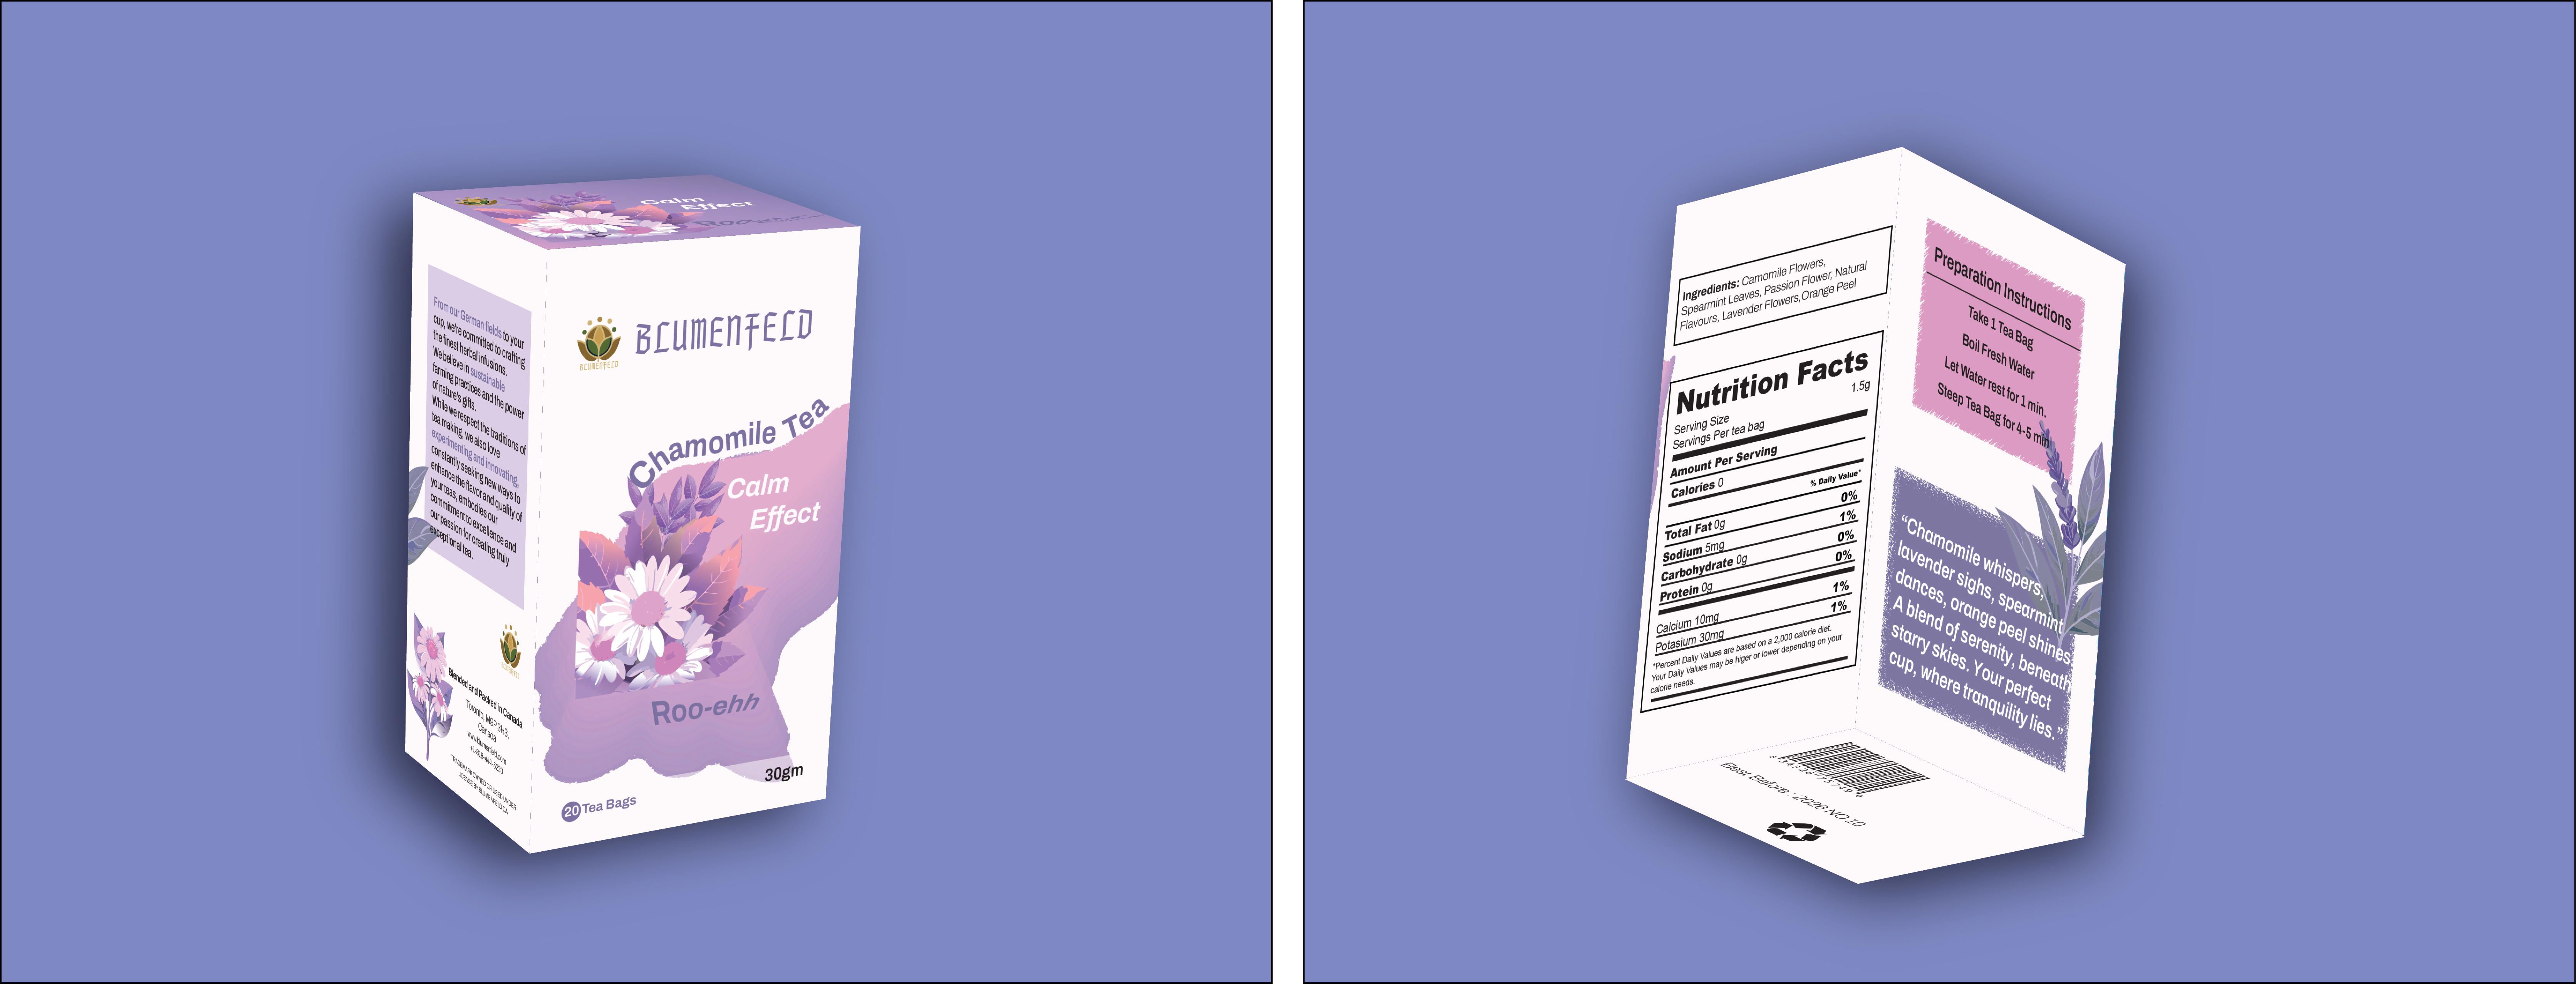 Calm
Effect
From our German fields to your
cup, we're committed to crafting
the finest herbal infusions.
We believe in sustainable
farming practices and the power
of nature's gifts.
While we respect the traditions of
tea making, we also love
experimenting and innovating,
constantly seeking new ways to
enhance the flavor and quality of
your teas, embodies our
commitment to excellence and
our passion for creating truly
exceptional tea.
BLUMENFELD
Blended and Packed in Canada
Toronto,
Canada
www.blumenfeld.com
BLUMENFELD
BLUMENFELD
Chamomile Tea
Calm
Effect
Roo-ehh
30gm
20 Tea Bags
Ingredients: Camomile Flowers,
Spearmint Leaves, Passion Flower, Natural
Flavours, Lavender Flowers,Orange Peel
Nutrition Facts
1.5g
Serving Size
Servings Per tea bag
Amount Per Serving
Calories 0
% Daily Value*
Total Fat 0g 0%
Sodium 5mg 1%
Carbohydrate 0g 0%
Protein 0g 0%
Calcium 10mg 1%
Potasium 30mg 1%
*Percent Daily Values are based on a 2,000 calorie diet.
Your Daily Values may be higer or lower depending on your
calorie needs.
Preparation Instructions
Take 1 Tea Bag
Boil Fresh Water
Let Water rest for 1 min.
Steep Tea Bag for 4-5 min
“Chamomile whispers,
lavender sighs, spearmint
dances, orange peel shines
A blend of serenity, beneath
starry skies. Your perfect
cup, where tranquility lies.”
Best Before : 2026 NO 10